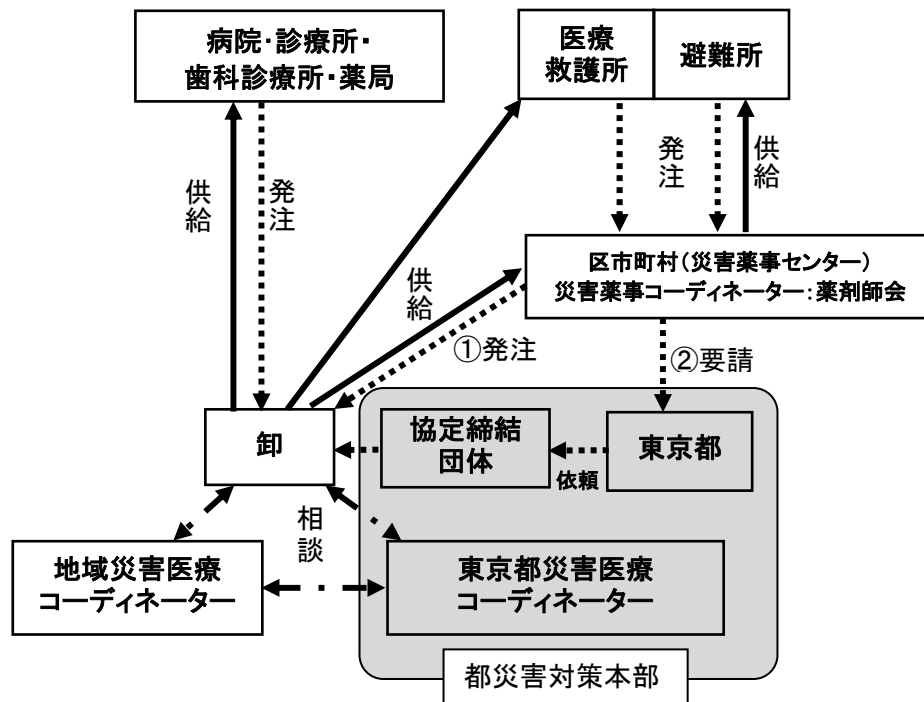 病院・診療所・
歯科診療所・薬局
医療
救護所
避難所
供給
発注
発注
供給
区市町村(災害薬事センター)
災害薬事コーディネーター:薬剤師会
供給
①発注
②要請
卸
協定締結
団体
依頼
東京都
相談
地域災害医療
コーディネーター
東京都災害医療
コーディネーター
都災害対策本部